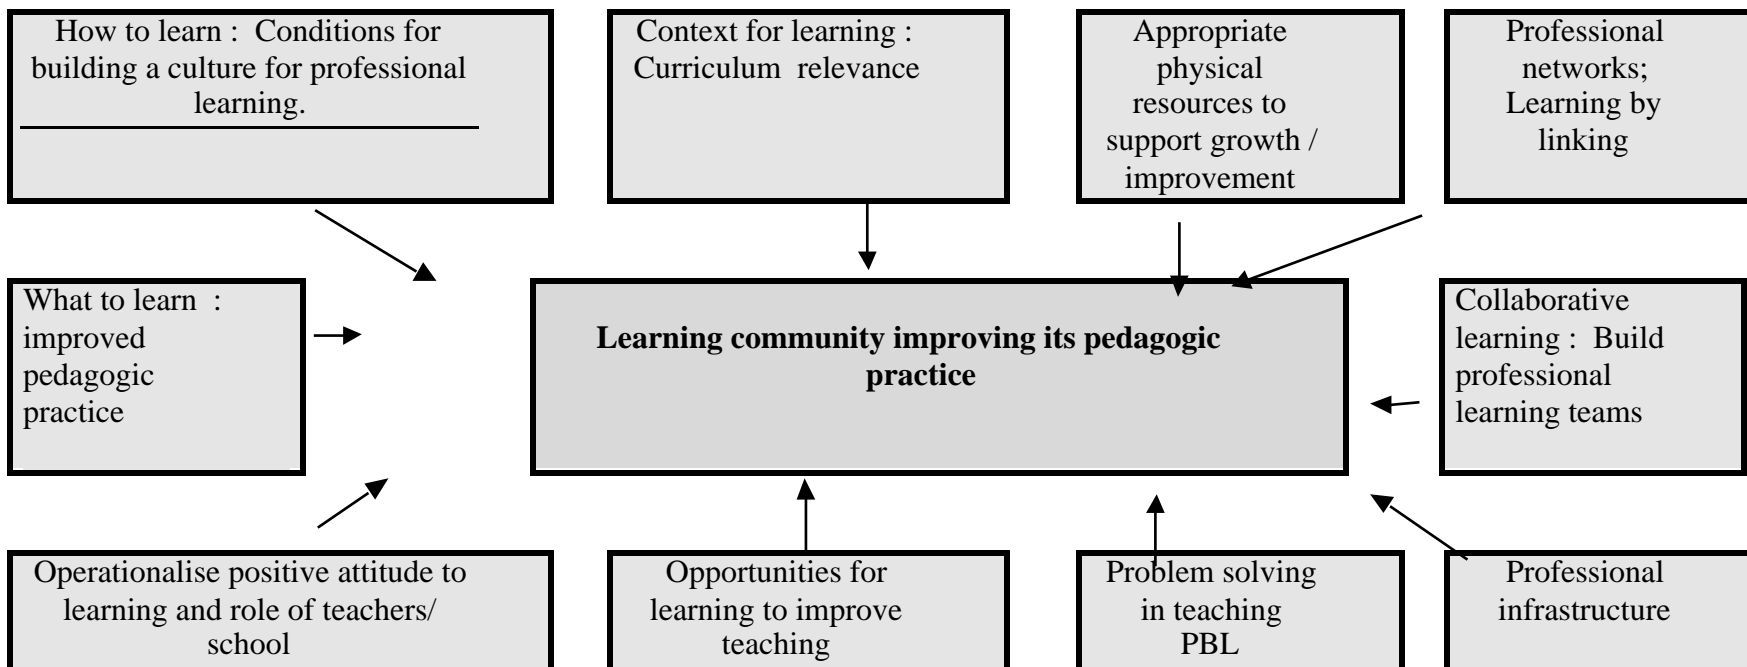 How to learn : Conditions for
building a culture for professional
learning.
Context for learning :
Curriculum relevance
Appropriate
physical
resources to
support growth /
improvement
Professional
networks;
Learning by
linking
What to learn :
improved
pedagogic
practice
Learning community improving its pedagogic
practice
Collaborative
learning : Build
professional
learning teams
Operationalise positive attitude to
learning and role of teachers/
school
Opportunities for
learning to improve
teaching
Problem solving
in teaching
PBL
Professional
infrastructure